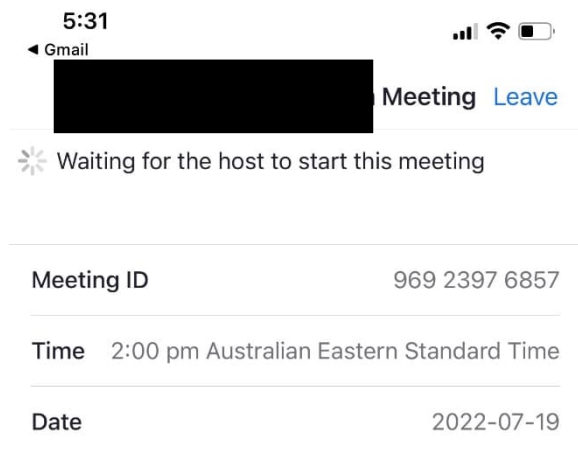 5:31
◀ Gmail
Meeting Leave
Waiting for the host to start this meeting
Meeting ID 969 2397 6857
Time 2:00 pm Australian Eastern Standard Time
Date 2022-07-19